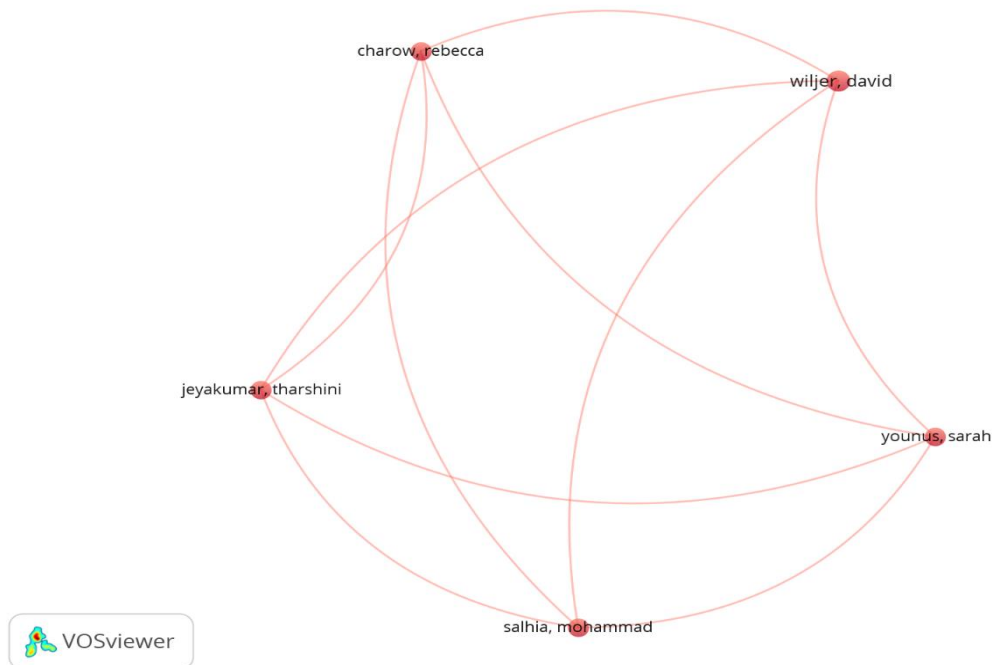 charow, rebecca
wiljer, david
jeyakumar, tharshini
younus, sarah
salhia, mohammad
VOSviewer